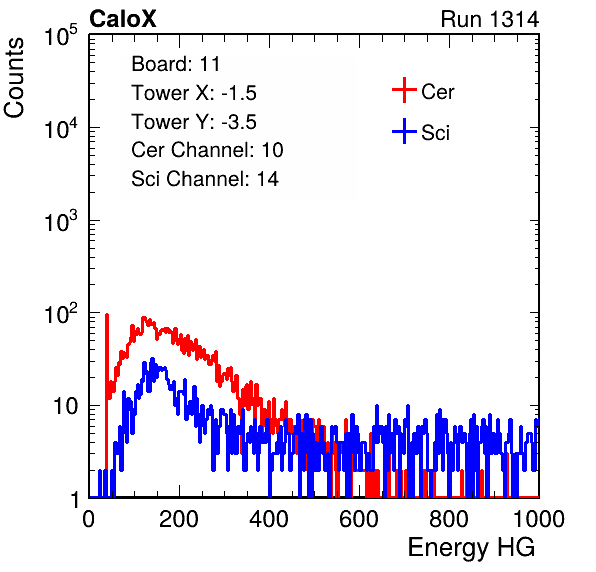 CaloX Run 1314
Counts
Board: 11
Tower X: -1.5
Tower Y: -3.5
Cer Channel: 10
Sci Channel: 14
Cer
Sci
10^5
10^4
10^3
10^2
10
1
0 200 400 600 800 1000
Energy HG